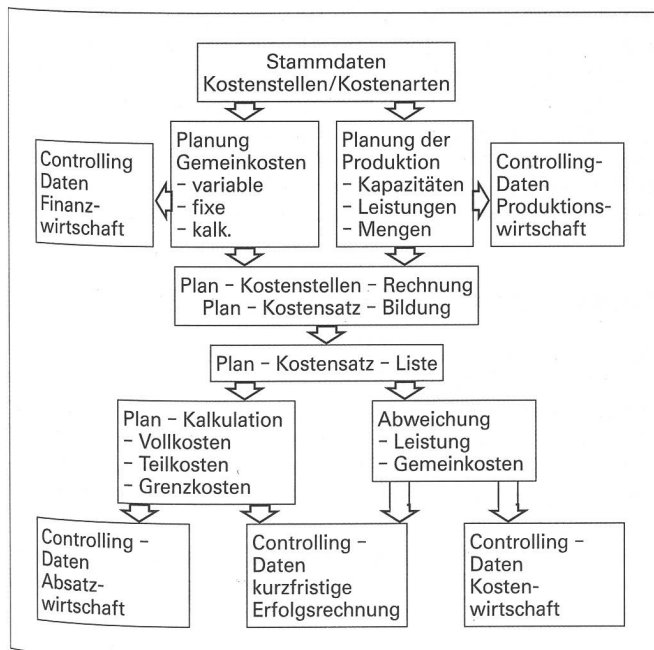 Stammdaten
Kostenstellen/Kostenarten
Controlling
Daten
Finanz-
wirtschaft
Planung
Gemeinkosten
– variable
– fixe
– kalk.
Planung der
Produktion
– Kapazitäten
– Leistungen
– Mengen
Controlling-
Daten
Produktions-
wirtschaft
Plan – Kostenstellen – Rechnung
Plan – Kostensatz – Bildung
Plan – Kostensatz – Liste
Plan – Kalkulation
– Vollkosten
– Teilkosten
– Grenzkosten
Abweichung
– Leistung
– Gemeinkosten
Controlling –
Daten
Absatz-
wirtschaft
Controlling –
Daten
kurzfristige
Erfolgsrechnung
Controlling –
Daten
Kosten-
wirtschaft